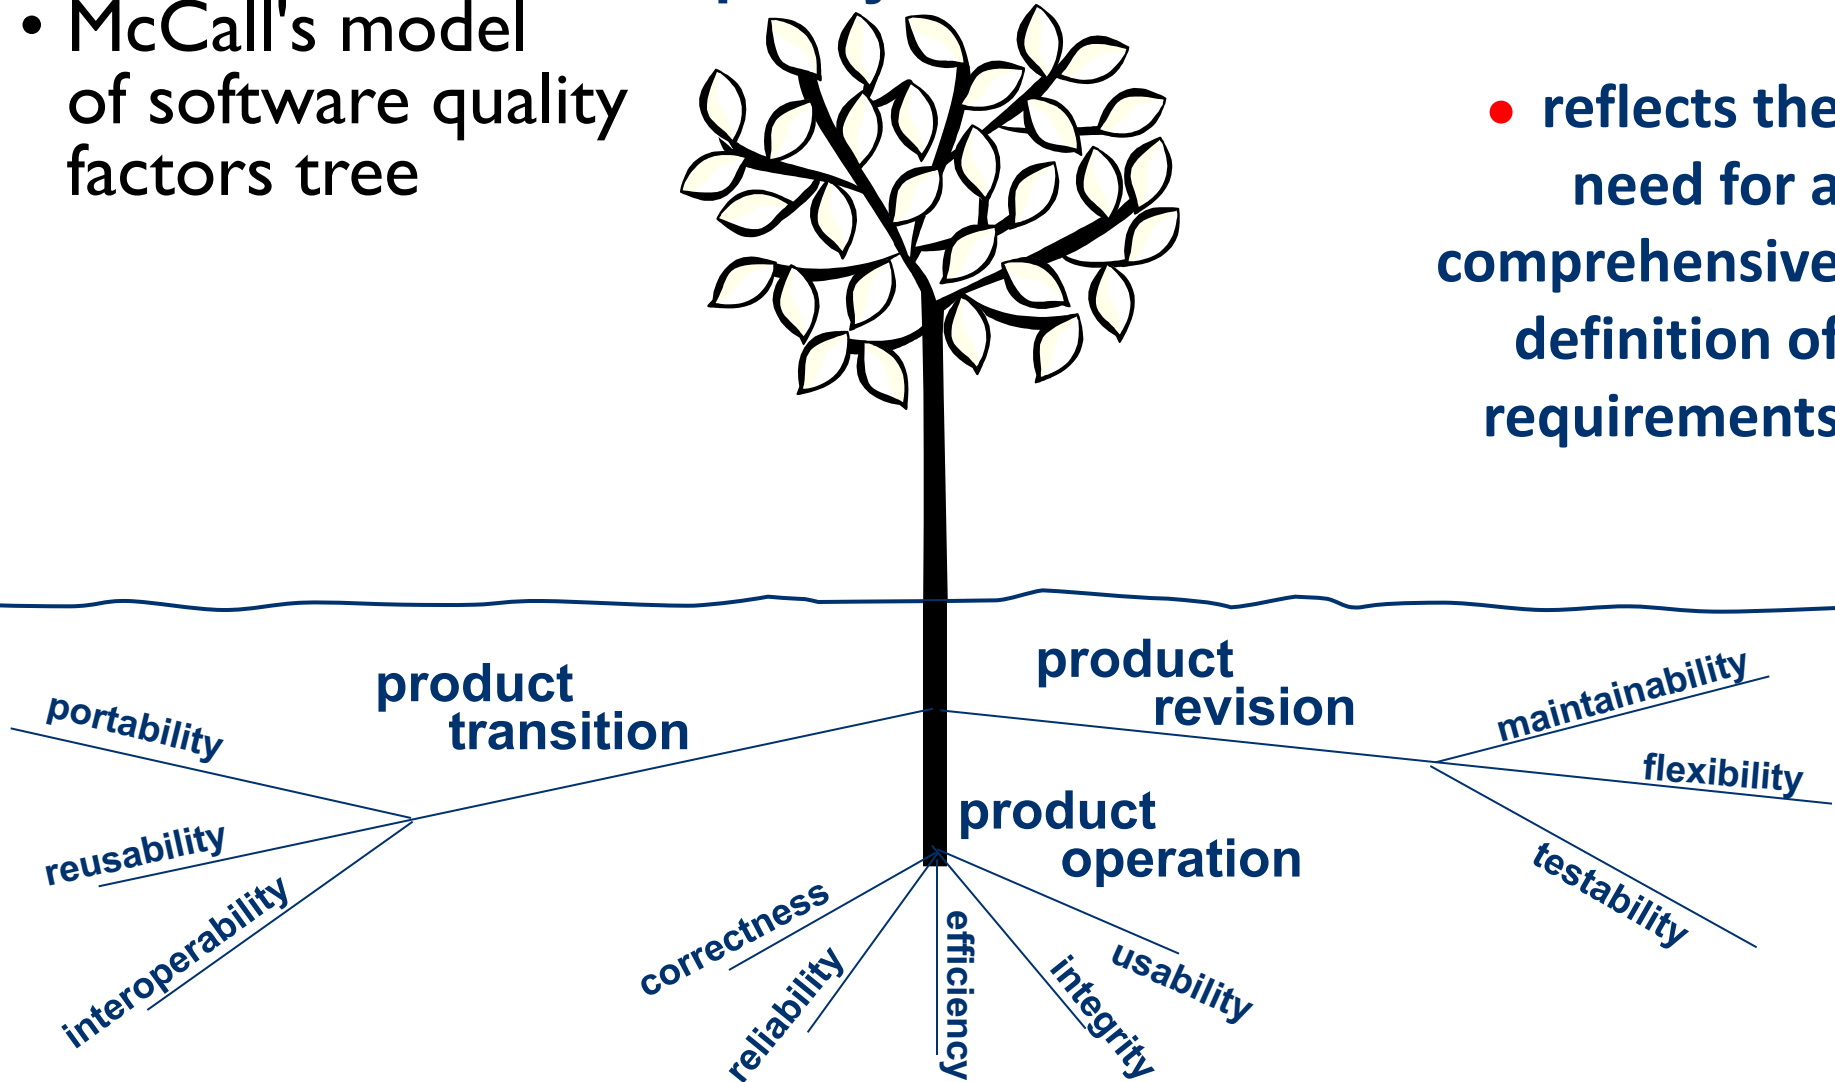 • McCall's model
of software quality
factors tree
• reflects the
need for a
comprehensive
definition of
requirements
product
transition
product
revision
portability
reusability
interoperability
maintainability
flexibility
testability
product
operation
correctness
reliability
efficiency
integrity
usability